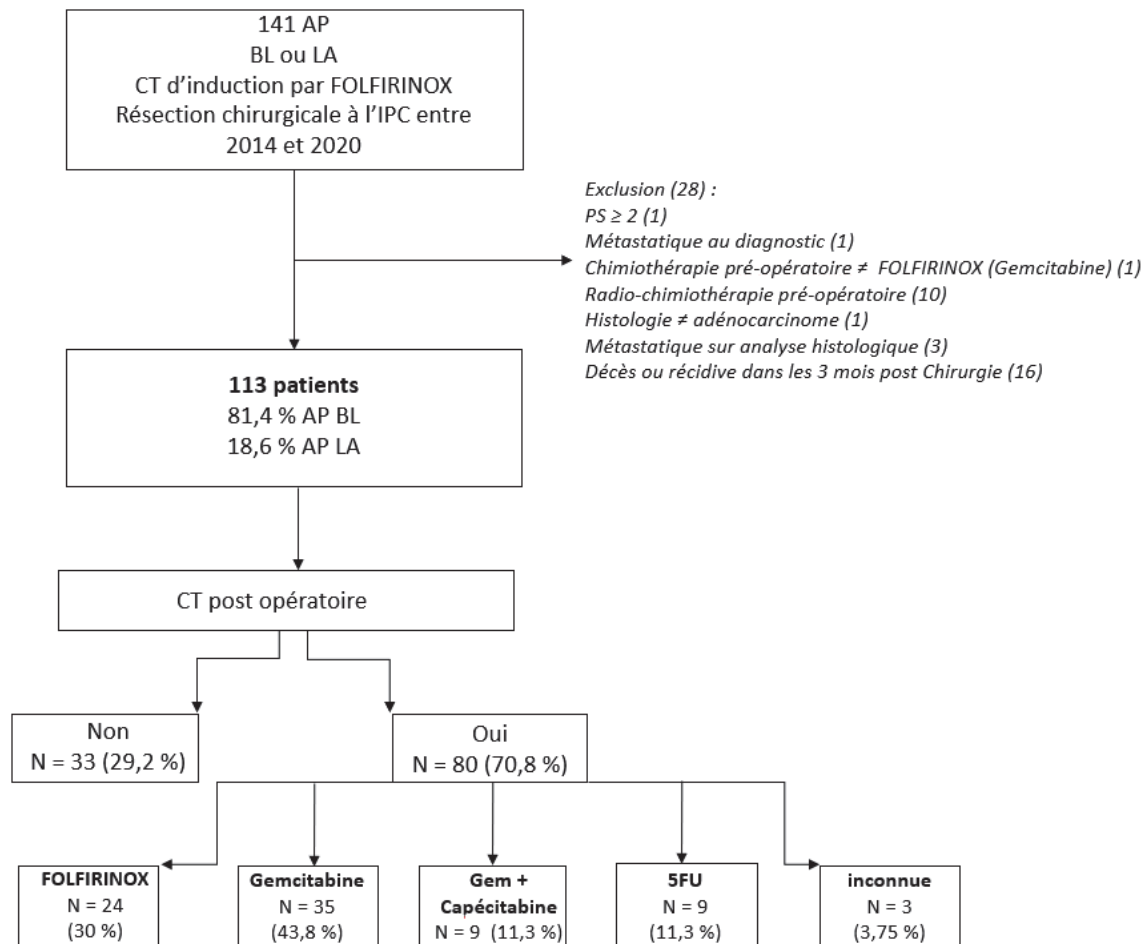 141 AP
BL ou LA
CT d’induction par FOLFIRINOX
Résection chirurgicale à l’IPC entre
2014 et 2020
Exclusion (28) :
PS ≥ 2 (1)
Métastatique au diagnostic (1)
Chimiothérapie pré-opératoire ≠ FOLFIRINOX (Gemcitabine) (1)
Radio-chimiothérapie pré-opératoire (10)
Histologie ≠ adénocarcinome (1)
Métastatique sur analyse histologique (3)
Décès ou récidive dans les 3 mois post Chirurgie (16)
113 patients
81,4 % AP BL
18,6 % AP LA
CT post opératoire
Non
N = 33 (29,2 %)
Oui
N = 80 (70,8 %)
FOLFIRINOX
N = 24
(30 %)
Gemcitabine
N = 35
(43,8 %)
Gem +
Capécitabine
N = 9 (11,3 %)
5FU
N = 9
(11,3 %)
inconnue
N = 3
(3,75 %)